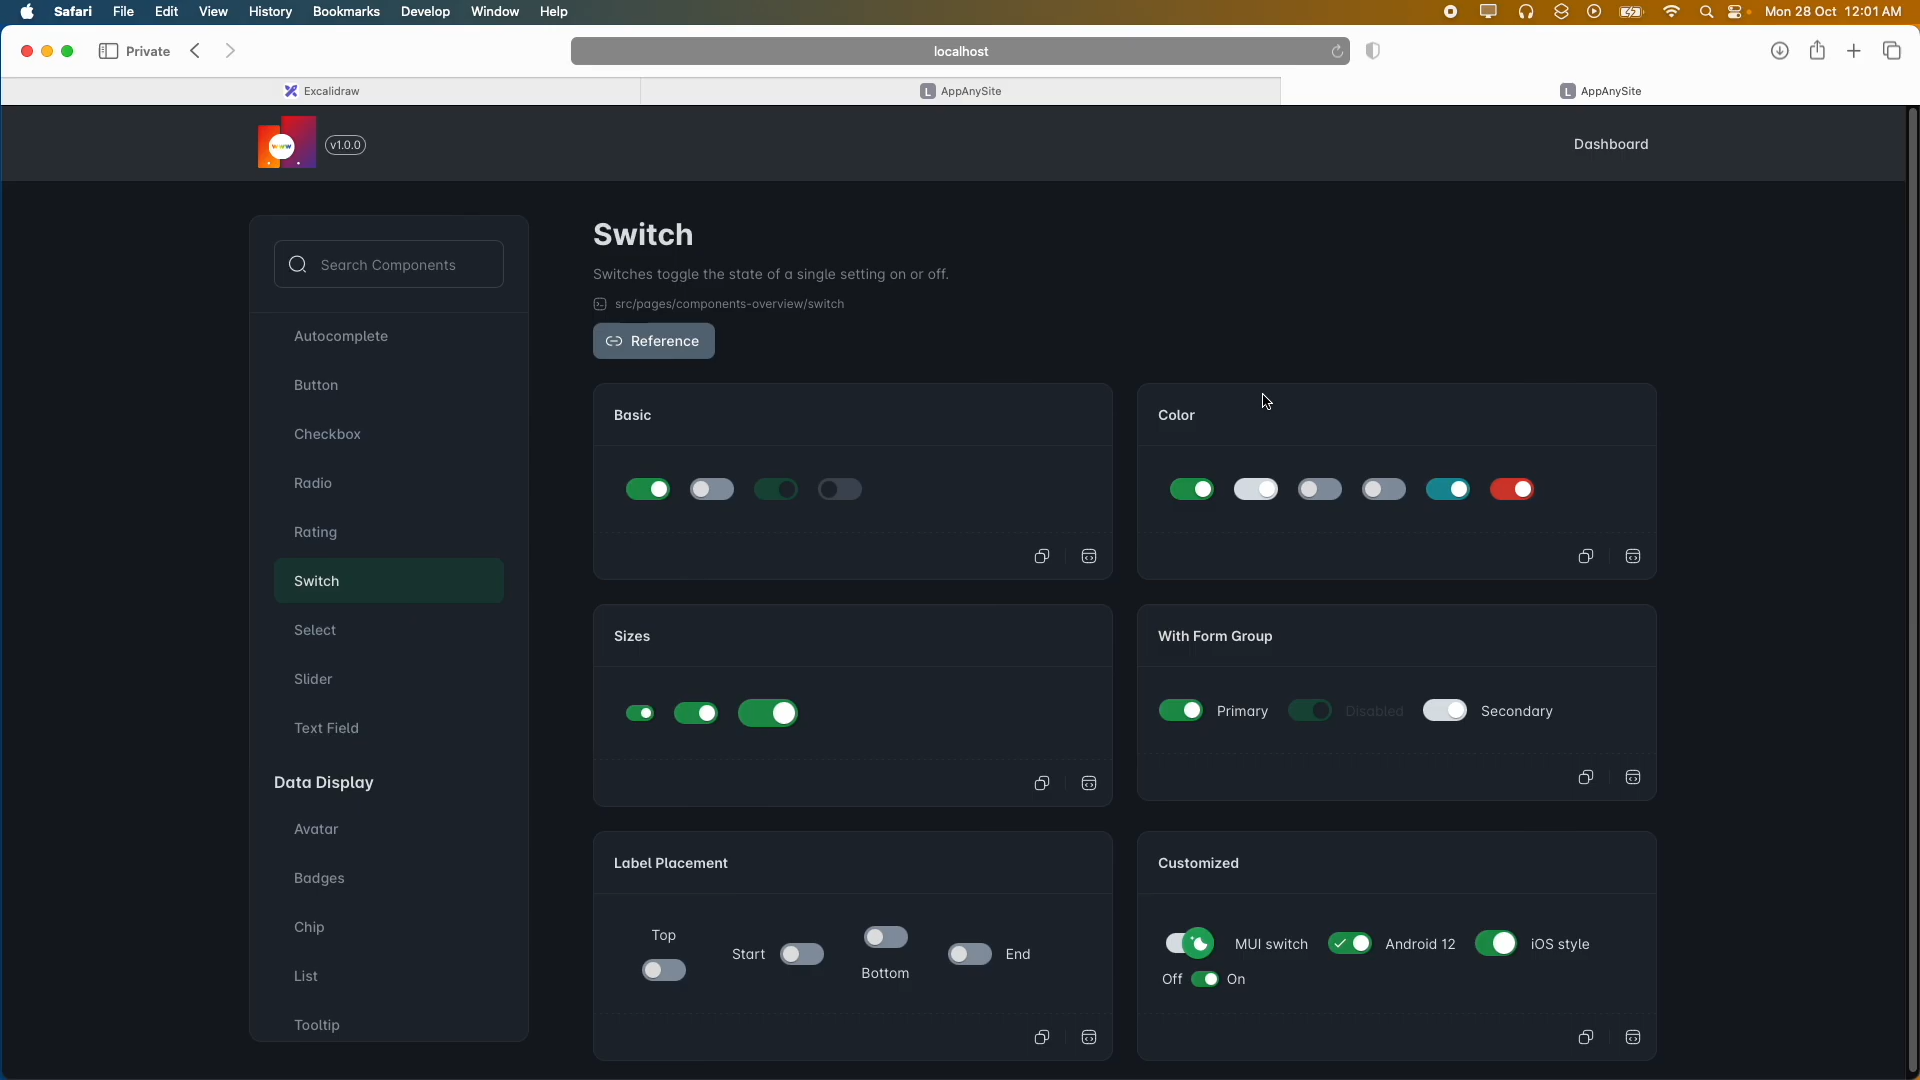 Safari File Edit View History Bookmarks Develop Window Help Mon 28 Oct 12:01 AM
Private localhost
Excalidraw L AppAnySite L AppAnySite
www v1.0.0 Dashboard
Search Components
Autocomplete
Button
Checkbox
Radio
Rating
Switch
Select
Slider
Text Field
Data Display
Avatar
Badges
Chip
List
Tooltip
Switch
Switches toggle the state of a single setting on or off.
src/pages/components-overview/switch
Reference
Basic
Color
Sizes
With Form Group
Primary Disabled Secondary
Label Placement
Top
Start
Bottom
End
Customized
MUI switch Android 12 iOS style
Off On